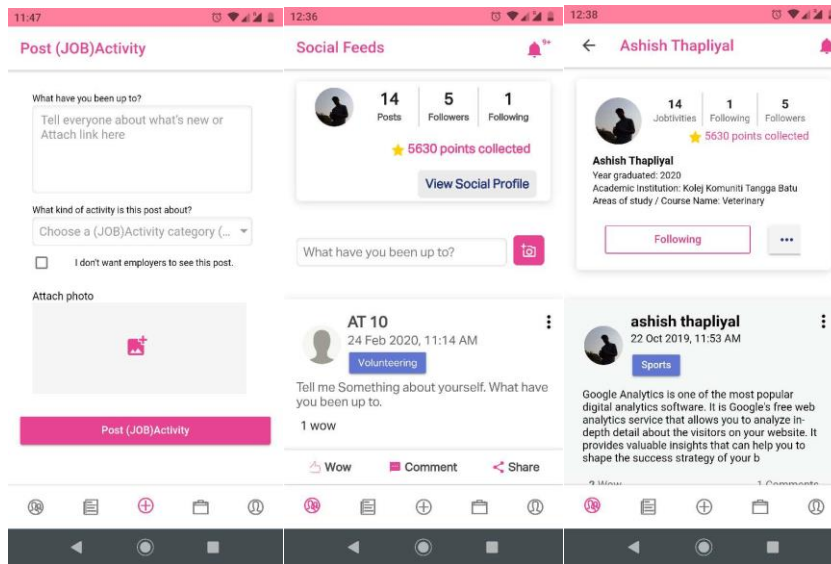 11:47
Post (JOB)Activity
What have you been up to?
Tell everyone about what's new or
Attach link here
What kind of activity is this post about?
Choose a (JOB)Activity category (...
I don't want employers to see this post.
Attach photo
Post (JOB)Activity
12:36
Social Feeds
9+
14
Posts
5
Followers
1
Following
5630 points collected
View Social Profile
What have you been up to?
AT 10
24 Feb 2020, 11:14 AM
Volunteering
Tell me Something about yourself. What have
you been up to.
1 wow
Wow
Comment
Share
12:38
Ashish Thapliyal
14
Jobtivities
1
Following
5
Followers
5630 points collected
Ashish Thapliyal
Year graduated: 2020
Academic Institution: Kolej Komuniti Tangga Batu
Areas of study / Course Name: Veterinary
Following
ashish thapliyal
22 Oct 2019, 11:53 AM
Sports
Google Analytics is one of the most popular
digital analytics software. It is Google's free web
analytics service that allows you to analyze in-
depth detail about the visitors on your website. It
provides valuable insights that can help you to
shape the success strategy of your b
2 Wow
1 Comments